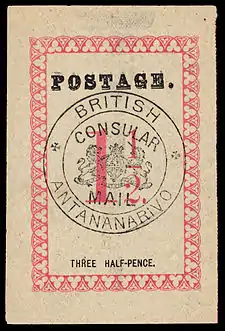 POSTAGE.
BRITISH
CONSULAR
1½
MAIL
ANTANANARIVO
THREE HALF-PENCE.